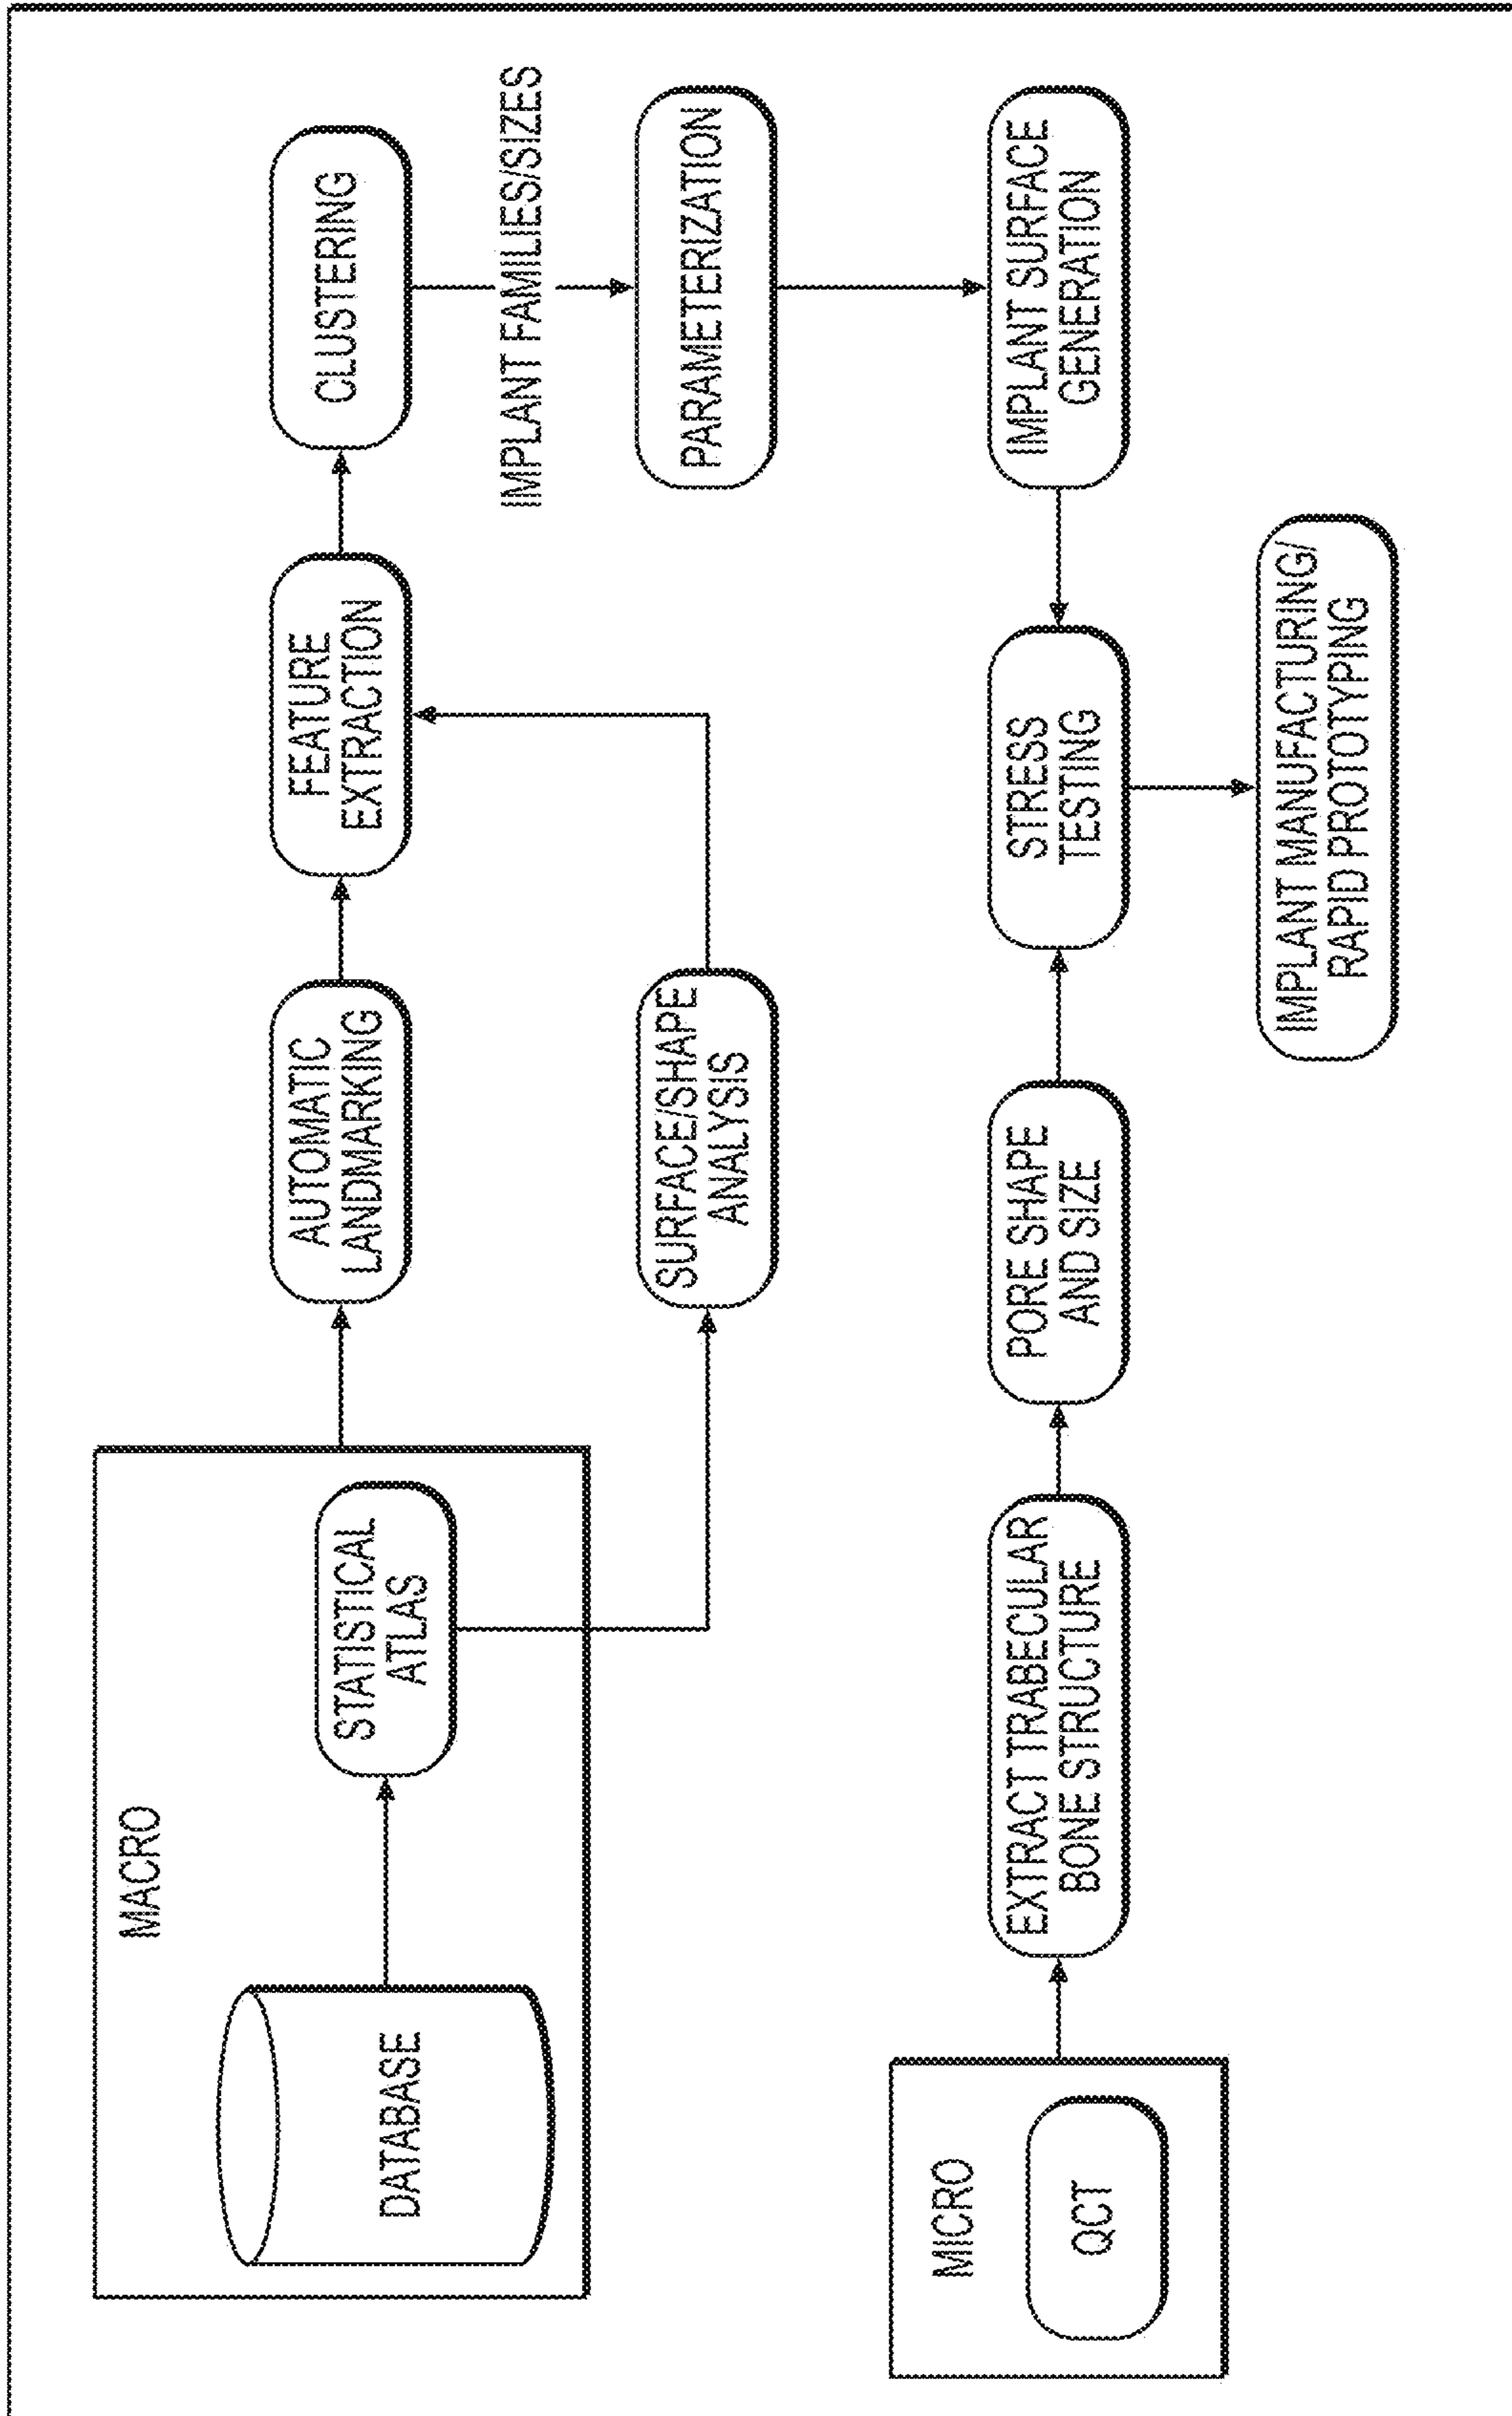 MACRO
DATABASE
STATISTICAL
ATLAS
AUTOMATIC
LANDMARKING
FEATURE
EXTRACTION
CLUSTERING
IMPLANT FAMILIES/SIZES
SURFACE/SHAPE
ANALYSIS
PARAMETERIZATION
MICRO
QCT
EXTRACT TRABECULAR
BONE STRUCTURE
PORE SHAPE
AND SIZE
STRESS
TESTING
IMPLANT SURFACE
GENERATION
IMPLANT MANUFACTURING/
RAPID PROTOTYPING